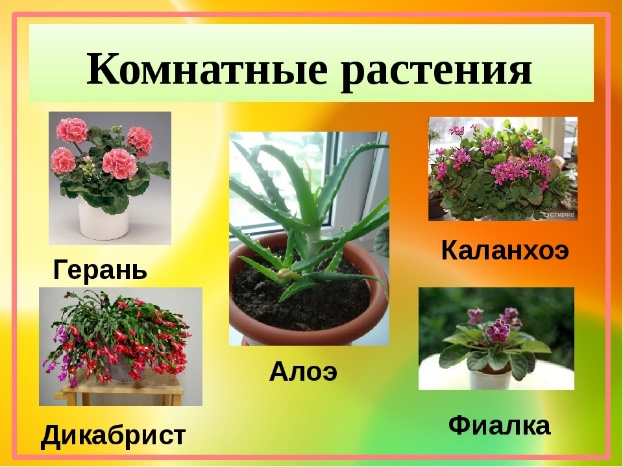 Комнатные растения
Герань
Каланхоэ
Алоэ
Дикабрист
Фиалка